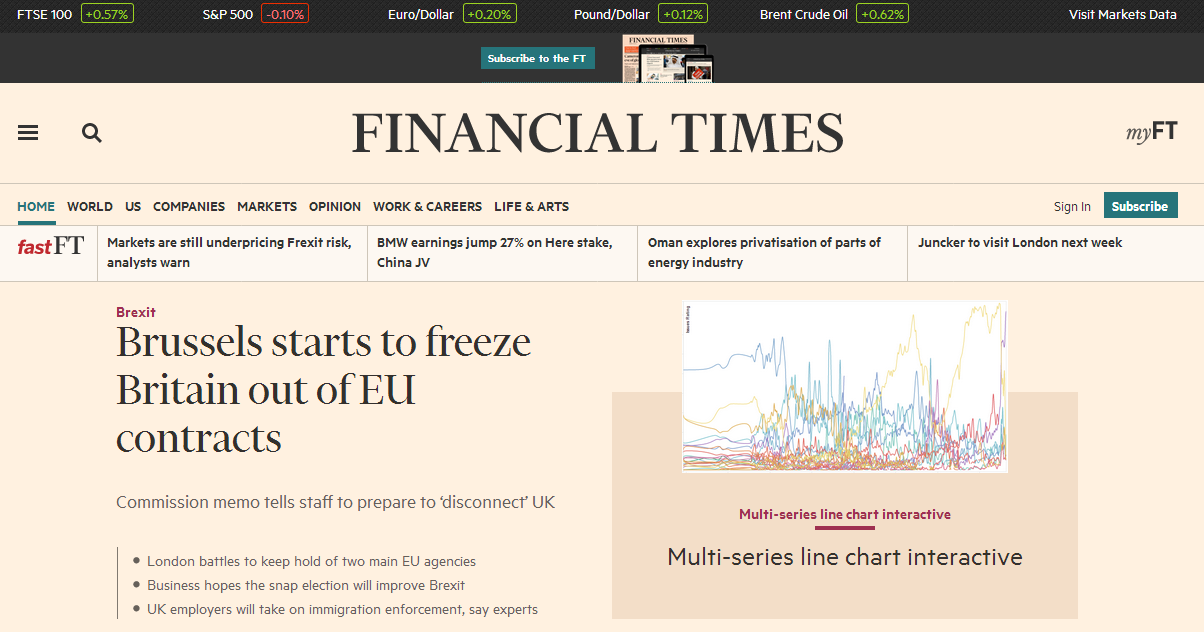 FTSE 100 +0.57% S&P 500 -0.10% Euro/Dollar +0.20% Pound/Dollar +0.12% Brent Crude Oil +0.62% Visit Markets Data
Subscribe to the FT
FINANCIAL TIMES
FINANCIAL TIMES
myFT
HOME WORLD US COMPANIES MARKETS OPINION WORK & CAREERS LIFE & ARTS Sign In Subscribe
fastFT
Markets are still underpricing Frexit risk,
analysts warn
BMW earnings jump 27% on Here stake,
China JV
Oman explores privatisation of parts of
energy industry
Juncker to visit London next week
Brexit
Brussels starts to freeze
Britain out of EU
contracts
Commission memo tells staff to prepare to ‘disconnect’ UK
London battles to keep hold of two main EU agencies
Business hopes the snap election will improve Brexit
UK employers will take on immigration enforcement, say experts
Multi-series line chart interactive
Multi-series line chart interactive